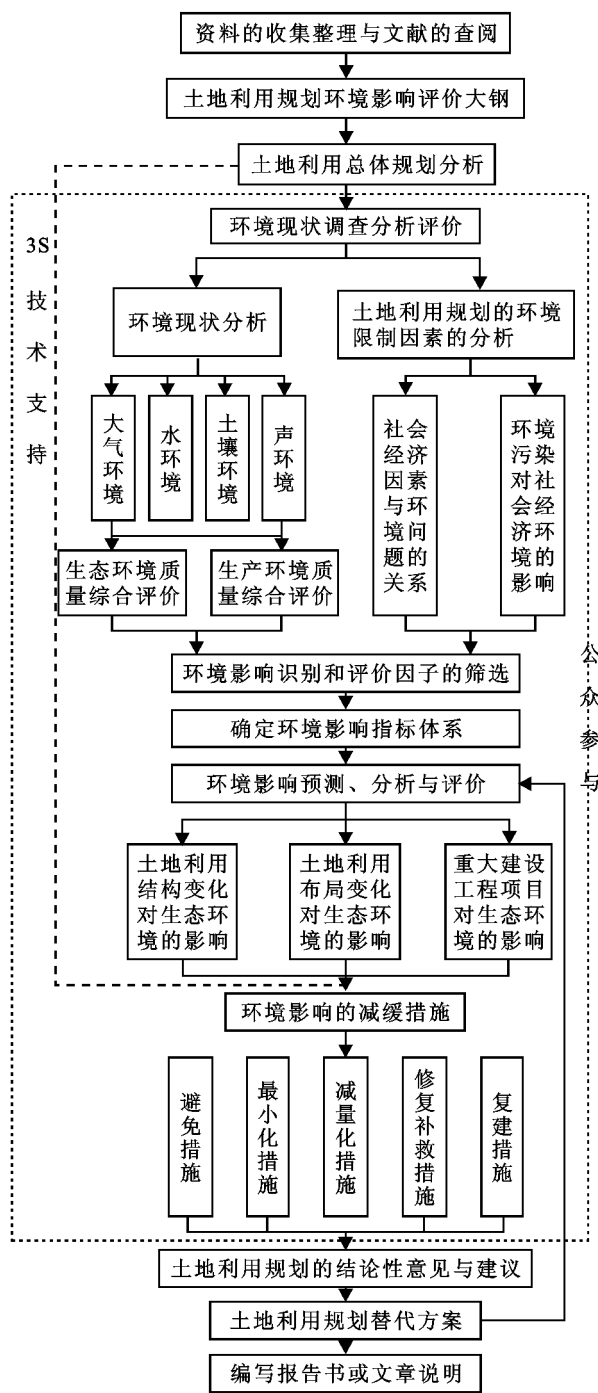 资料的收集整理与文献的查阅
土地利用规划环境影响评价大钢
土地利用总体规划分析
环境现状调查分析评价
3S
技
术
支
持
环境现状分析
土地利用规划的环境
限制因素的分析
大气环境
水环境
土壤环境
声环境
社会
经济
因素
与环
境问
题的
关系
环境
污染
对社
会经
济环
境的
影响
生态环境质
量综合评价
生产环境质
量综合评价
环境影响识别和评价因子的筛选
公
众
参
与
确定环境影响指标体系
环境影响预测、分析与评价
土地利用
结构变化
对生态环
境的影响
土地利用
布局变化
对生态环
境的影响
重大建设
工程项目
对生态环
境的影响
环境影响的减缓措施
避免措施
最小化措施
减量化措施
修复补救措施
复建措施
土地利用规划的结论性意见与建议
土地利用规划替代方案
编写报告书或文章说明